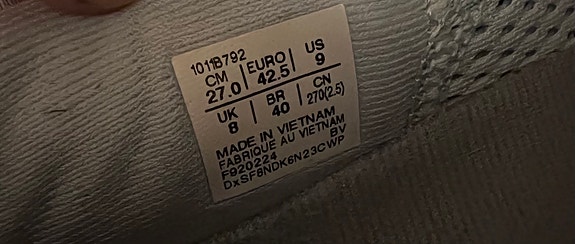 1011B792
CM EURO US
27.0 42.5 9
UK BR CN
8 40 270(2.5)
MADE IN VIETNAM
FABRIQUE AU VIETNAM
F920224 BV
DxSF8NDK6N23CWP